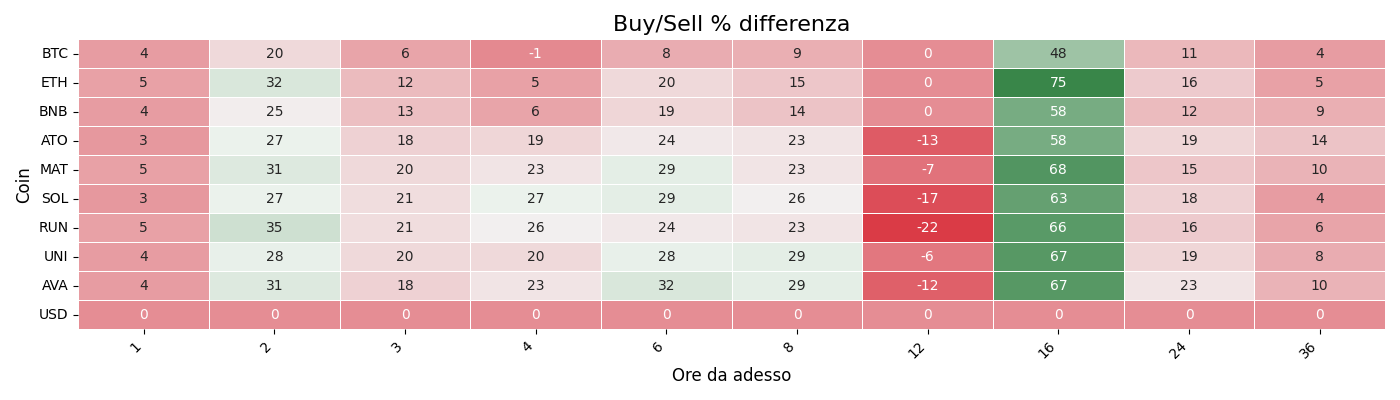 Buy/Sell % differenza
BTC 4 20 6 -1 8 9 0 48 11 4
ETH 5 32 12 5 20 15 0 75 16 5
BNB 4 25 13 6 19 14 0 58 12 9
ATO 3 27 18 19 24 23 -13 58 19 14
MAT 5 31 20 23 29 23 -7 68 15 10
SOL 3 27 21 27 29 26 -17 63 18 4
RUN 5 35 21 26 24 23 -22 66 16 6
UNI 4 28 20 20 28 29 -6 67 19 8
AVA 4 31 18 23 32 29 -12 67 23 10
USD 0 0 0 0 0 0 0 0 0 0
Coin
1 2 3 4 6 8 12 16 24 36
Ore da adesso